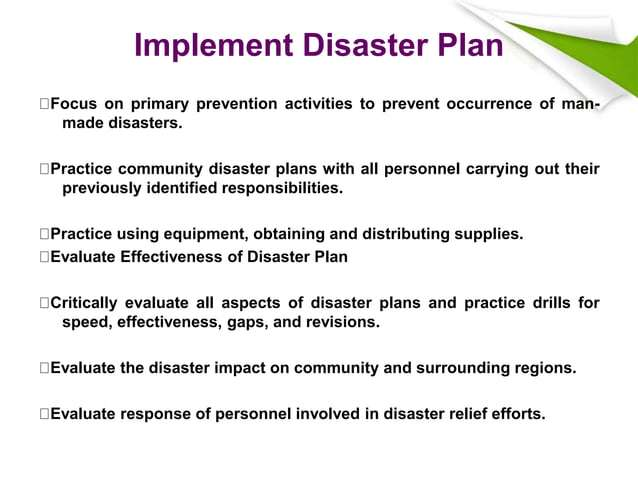 Implement Disaster Plan
Focus on primary prevention activities to prevent occurrence of man-
made disasters.
Practice community disaster plans with all personnel carrying out their
previously identified responsibilities.
Practice using equipment, obtaining and distributing supplies.
Evaluate Effectiveness of Disaster Plan
Critically evaluate all aspects of disaster plans and practice drills for
speed, effectiveness, gaps, and revisions.
Evaluate the disaster impact on community and surrounding regions.
Evaluate response of personnel involved in disaster relief efforts.